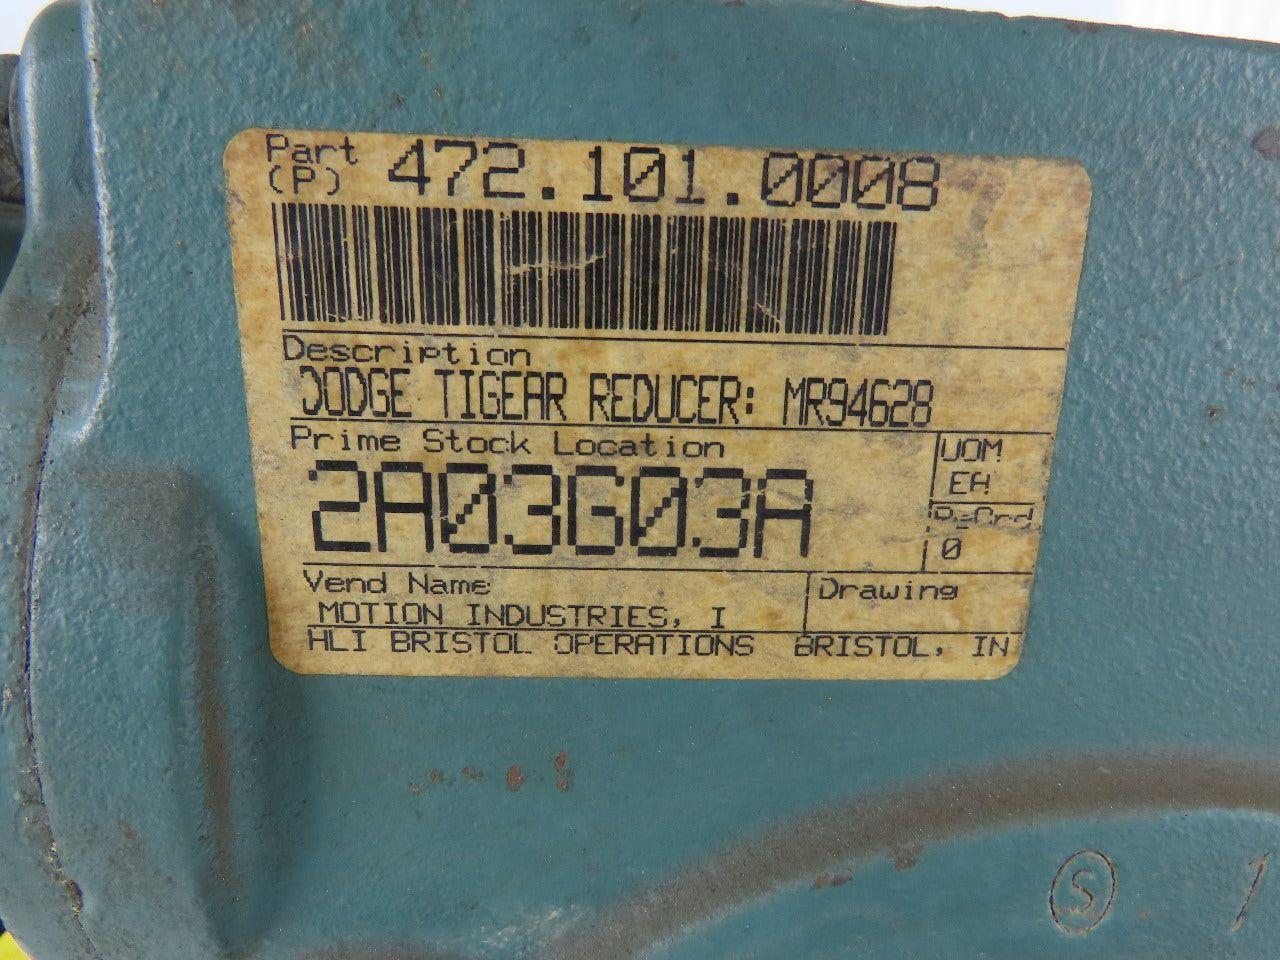 Part
(P) 472.101.0008
Description
DODGE TIGEAR REDUCER: MR94628
Prime Stock Location
2A03G03A
UOM
EA
0
Vend Name
MOTION INDUSTRIES, I
Drawing
HLI BRISTOL OPERATIONS BRISTOL, IN
S 1